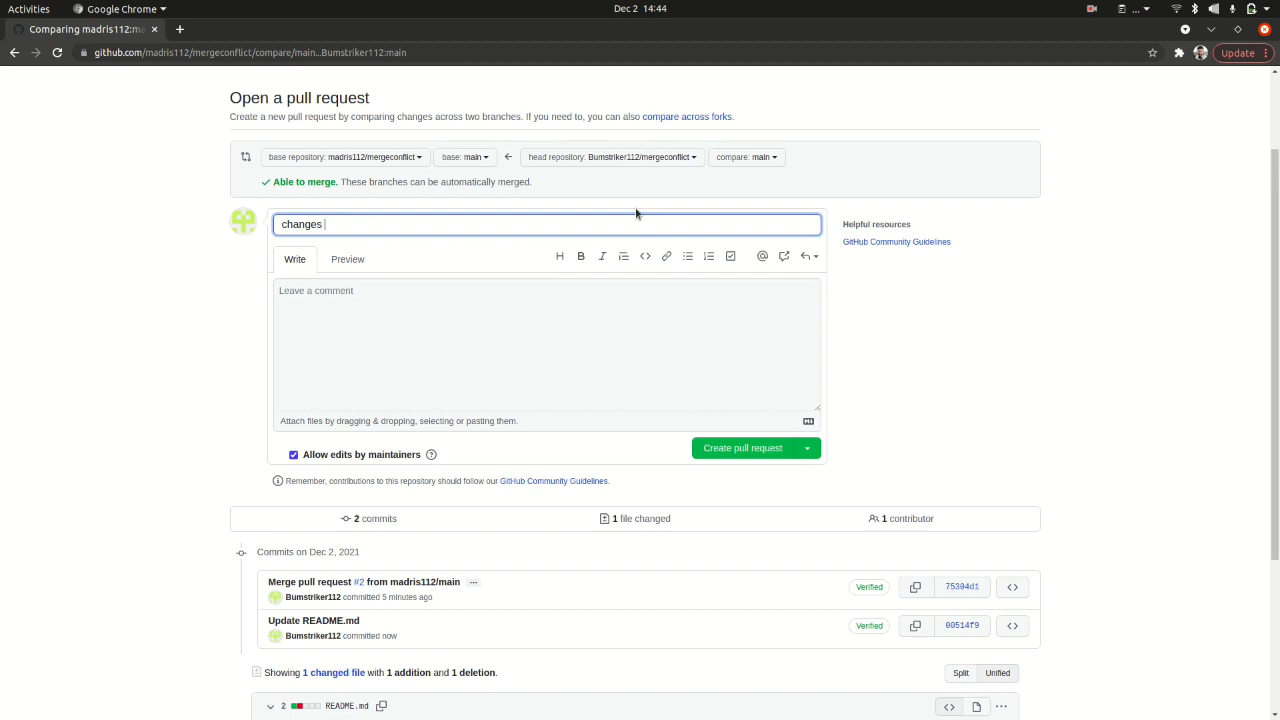 Activities
Google Chrome
Dec 2 14:44
...
Comparing madris112:ma
github.com/madris112/mergeconflict/compare/main...Bumstriker112:main
Update
Open a pull request
Create a new pull request by comparing changes across two branches. If you need to, you can also compare across forks.
base repository: madris112/mergeconflict
base: main
head repository: Bumstriker112/mergeconflict
compare: main
Able to merge. These branches can be automatically merged.
changes
Helpful resources
GitHub Community Guidelines
Write
Preview
H
B
I
Leave a comment
Attach files by dragging & dropping, selecting or pasting them.
Allow edits by maintainers
Create pull request
Remember, contributions to this repository should follow our GitHub Community Guidelines.
2 commits
1 file changed
1 contributor
Commits on Dec 2, 2021
Merge pull request #2 from madris112/main ...
Bumstriker112 committed 5 minutes ago
Verified
75304d1
Update README.md
Bumstriker112 committed now
Verified
00514f9
Showing 1 changed file with 1 addition and 1 deletion.
Split
Unified
2
README.md